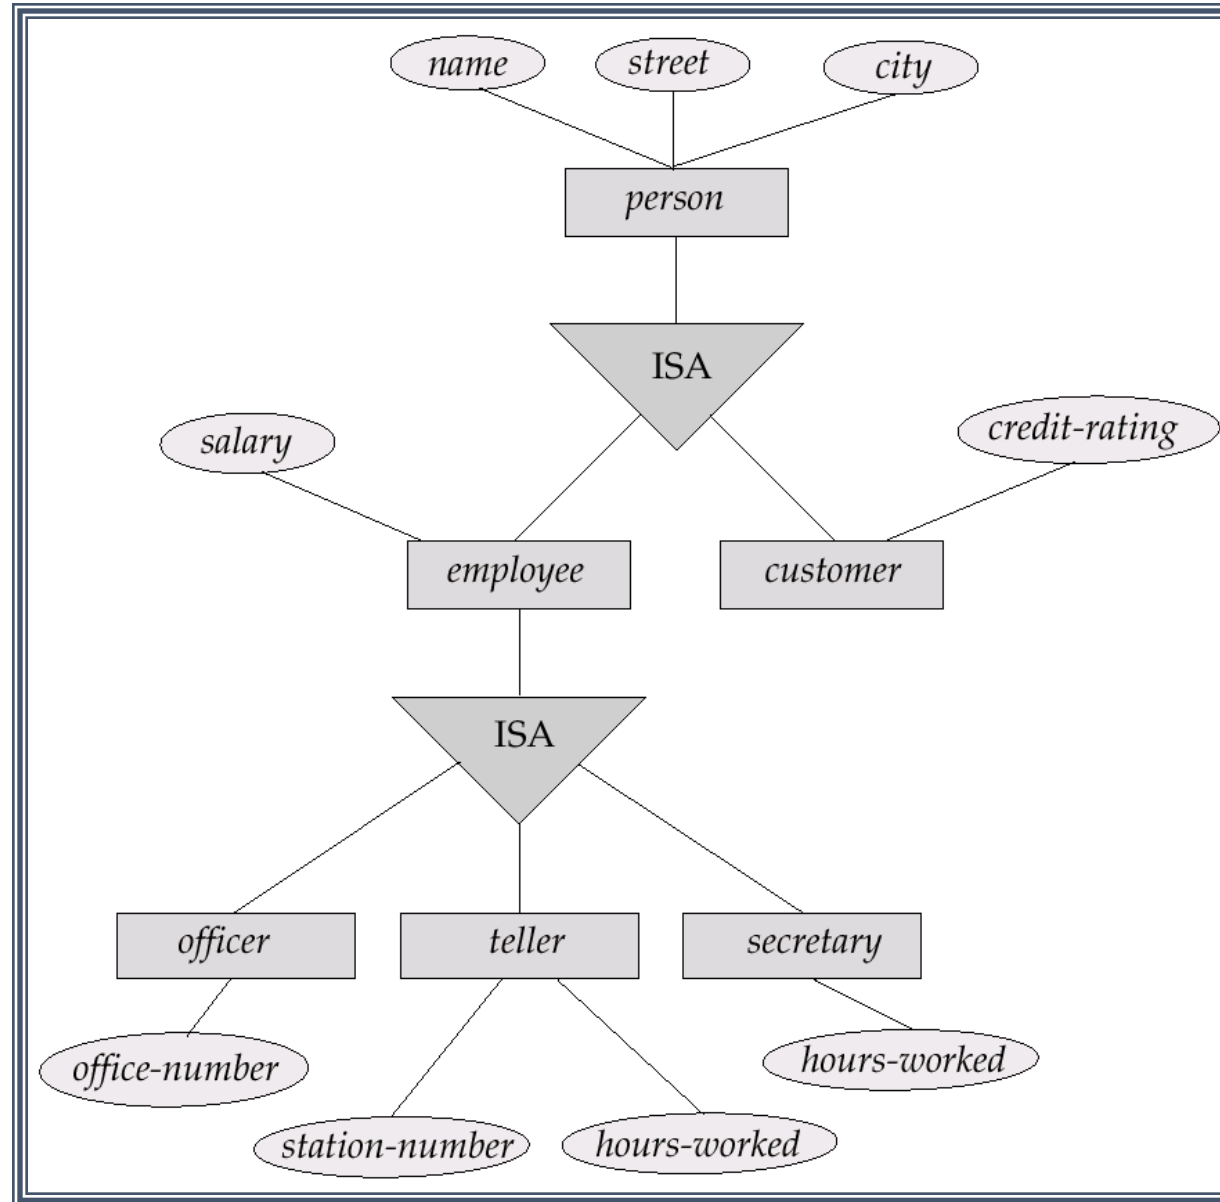 name
street
city
person
ISA
salary
credit-rating
employee
customer
ISA
officer
teller
secretary
office-number
hours-worked
station-number
hours-worked